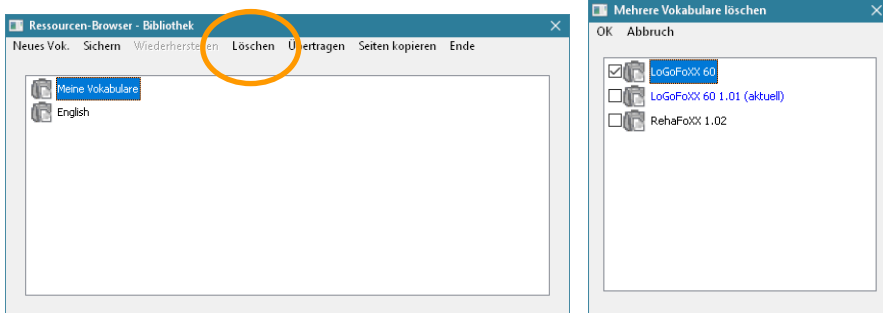 Ressourcen-Browser - Bibliothek
Neues Vok. Sichern Wiederherstellen Löschen Übertragen Seiten kopieren Ende
Meine Vokabulare
English
Mehrere Vokabulare löschen
OK Abbruch
LoGoFoXX 60
LoGoFoXX 60 1.01 (aktuell)
RehaFoXX 1.02